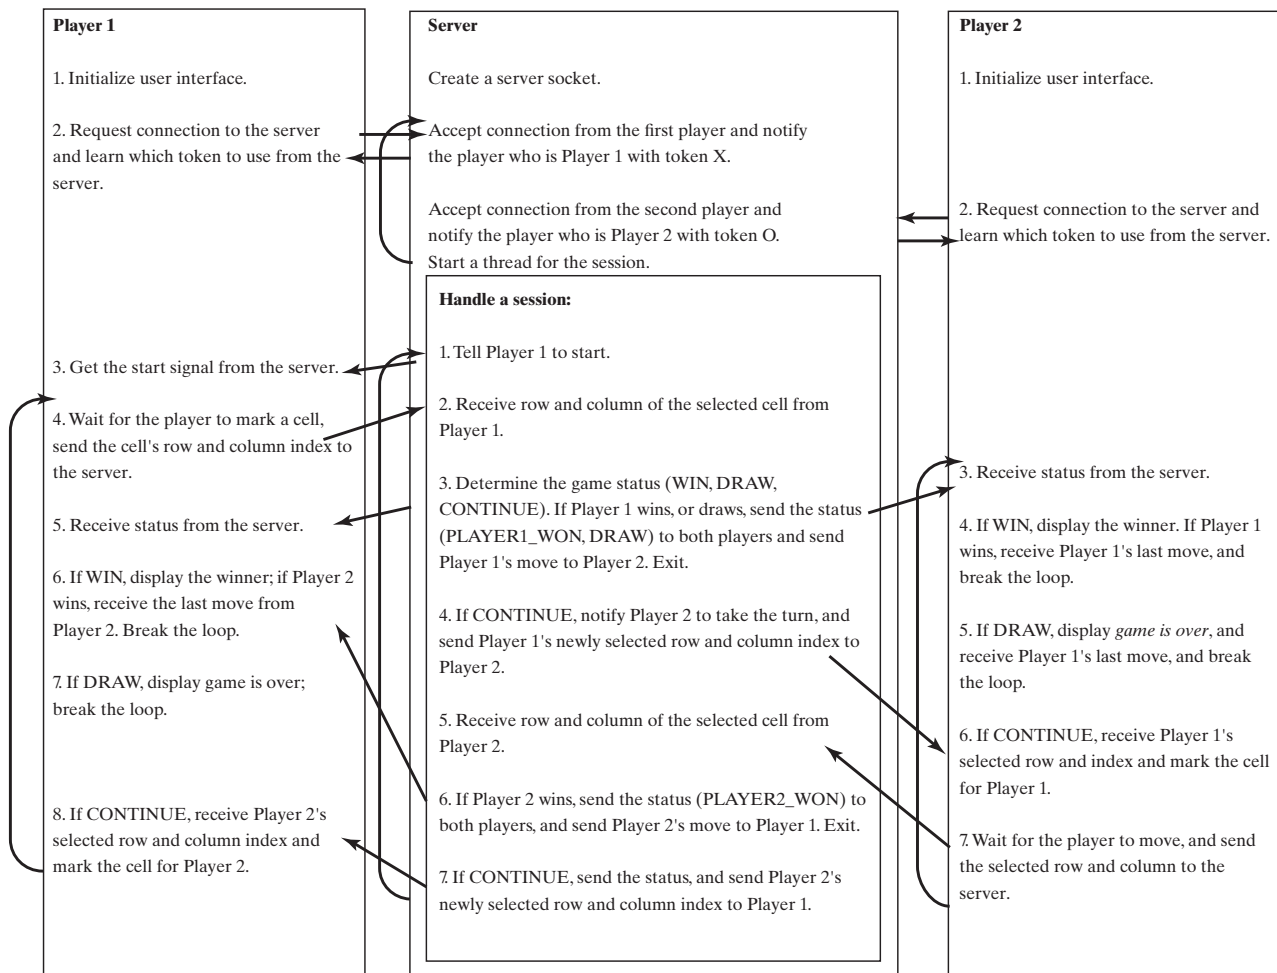 Player 1
1. Initialize user interface.
2. Request connection to the server
and learn which token to use from the
server.
3. Get the start signal from the server.
4. Wait for the player to mark a cell,
send the cell's row and column index to
the server.
5. Receive status from the server.
6. If WIN, display the winner; if Player 2
wins, receive the last move from
Player 2. Break the loop.
7. If DRAW, display game is over;
break the loop.
8. If CONTINUE, receive Player 2's
selected row and column index and
mark the cell for Player 2.
Server
Create a server socket.
Accept connection from the first player and notify
the player who is Player 1 with token X.
Accept connection from the second player and
notify the player who is Player 2 with token O.
Start a thread for the session.
Handle a session:
1. Tell Player 1 to start.
2. Receive row and column of the selected cell from
Player 1.
3. Determine the game status (WIN, DRAW,
CONTINUE). If Player 1 wins, or draws, send the status
(PLAYER1_WON, DRAW) to both players and send
Player 1's move to Player 2. Exit.
4. If CONTINUE, notify Player 2 to take the turn, and
send Player 1's newly selected row and column index to
Player 2.
5. Receive row and column of the selected cell from
Player 2.
6. If Player 2 wins, send the status (PLAYER2_WON) to
both players, and send Player 2's move to Player 1. Exit.
7. If CONTINUE, send the status, and send Player 2's
newly selected row and column index to Player 1.
Player 2
1. Initialize user interface.
2. Request connection to the server and
learn which token to use from the server.
3. Receive status from the server.
4. If WIN, display the winner. If Player 1
wins, receive Player 1's last move, and
break the loop.
5. If DRAW, display game is over, and
receive Player 1's last move, and break
the loop.
6. If CONTINUE, receive Player 1's
selected row and index and mark the cell
for Player 1.
7. Wait for the player to move, and send
the selected row and column to the
server.